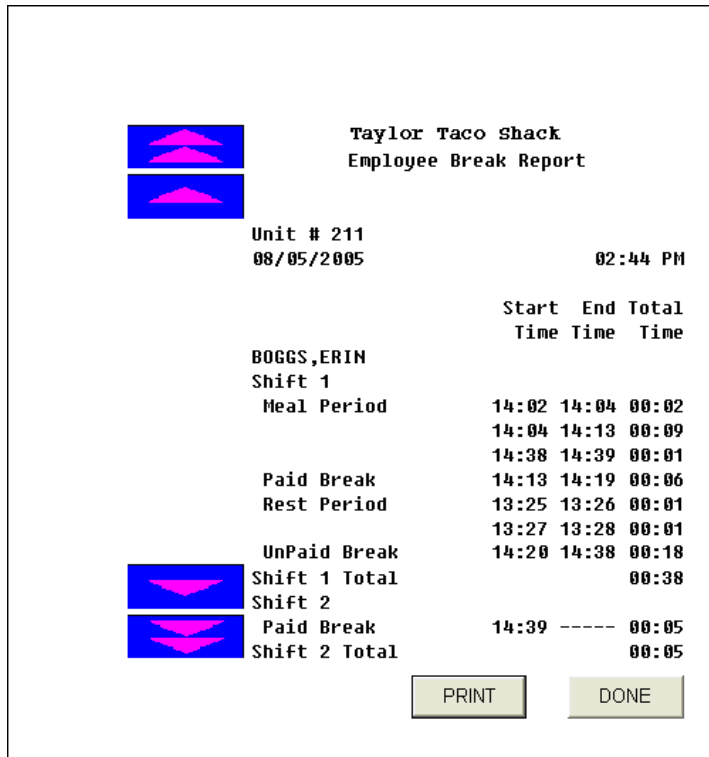 Taylor Taco Shack
Employee Break Report
Unit # 211
08/05/2005 02:44 PM
Start End Total
Time Time Time
BOGGS,ERIN
Shift 1
Meal Period 14:02 14:04 00:02
14:04 14:13 00:09
14:38 14:39 00:01
Paid Break 14:13 14:19 00:06
Rest Period 13:25 13:26 00:01
13:27 13:28 00:01
UnPaid Break 14:20 14:38 00:18
Shift 1 Total 00:38
Shift 2
Paid Break 14:39 ----- 00:05
Shift 2 Total 00:05
PRINT DONE